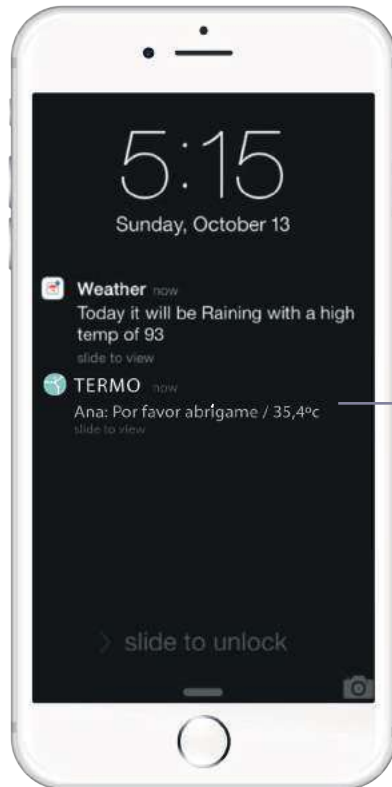 5:15
Sunday, October 13
Weather now
Today it will be Raining with a high
temp of 93
slide to view
TERMO now
Ana: Por favor abrígame / 35,4ºc
slide to view
> slide to unlock